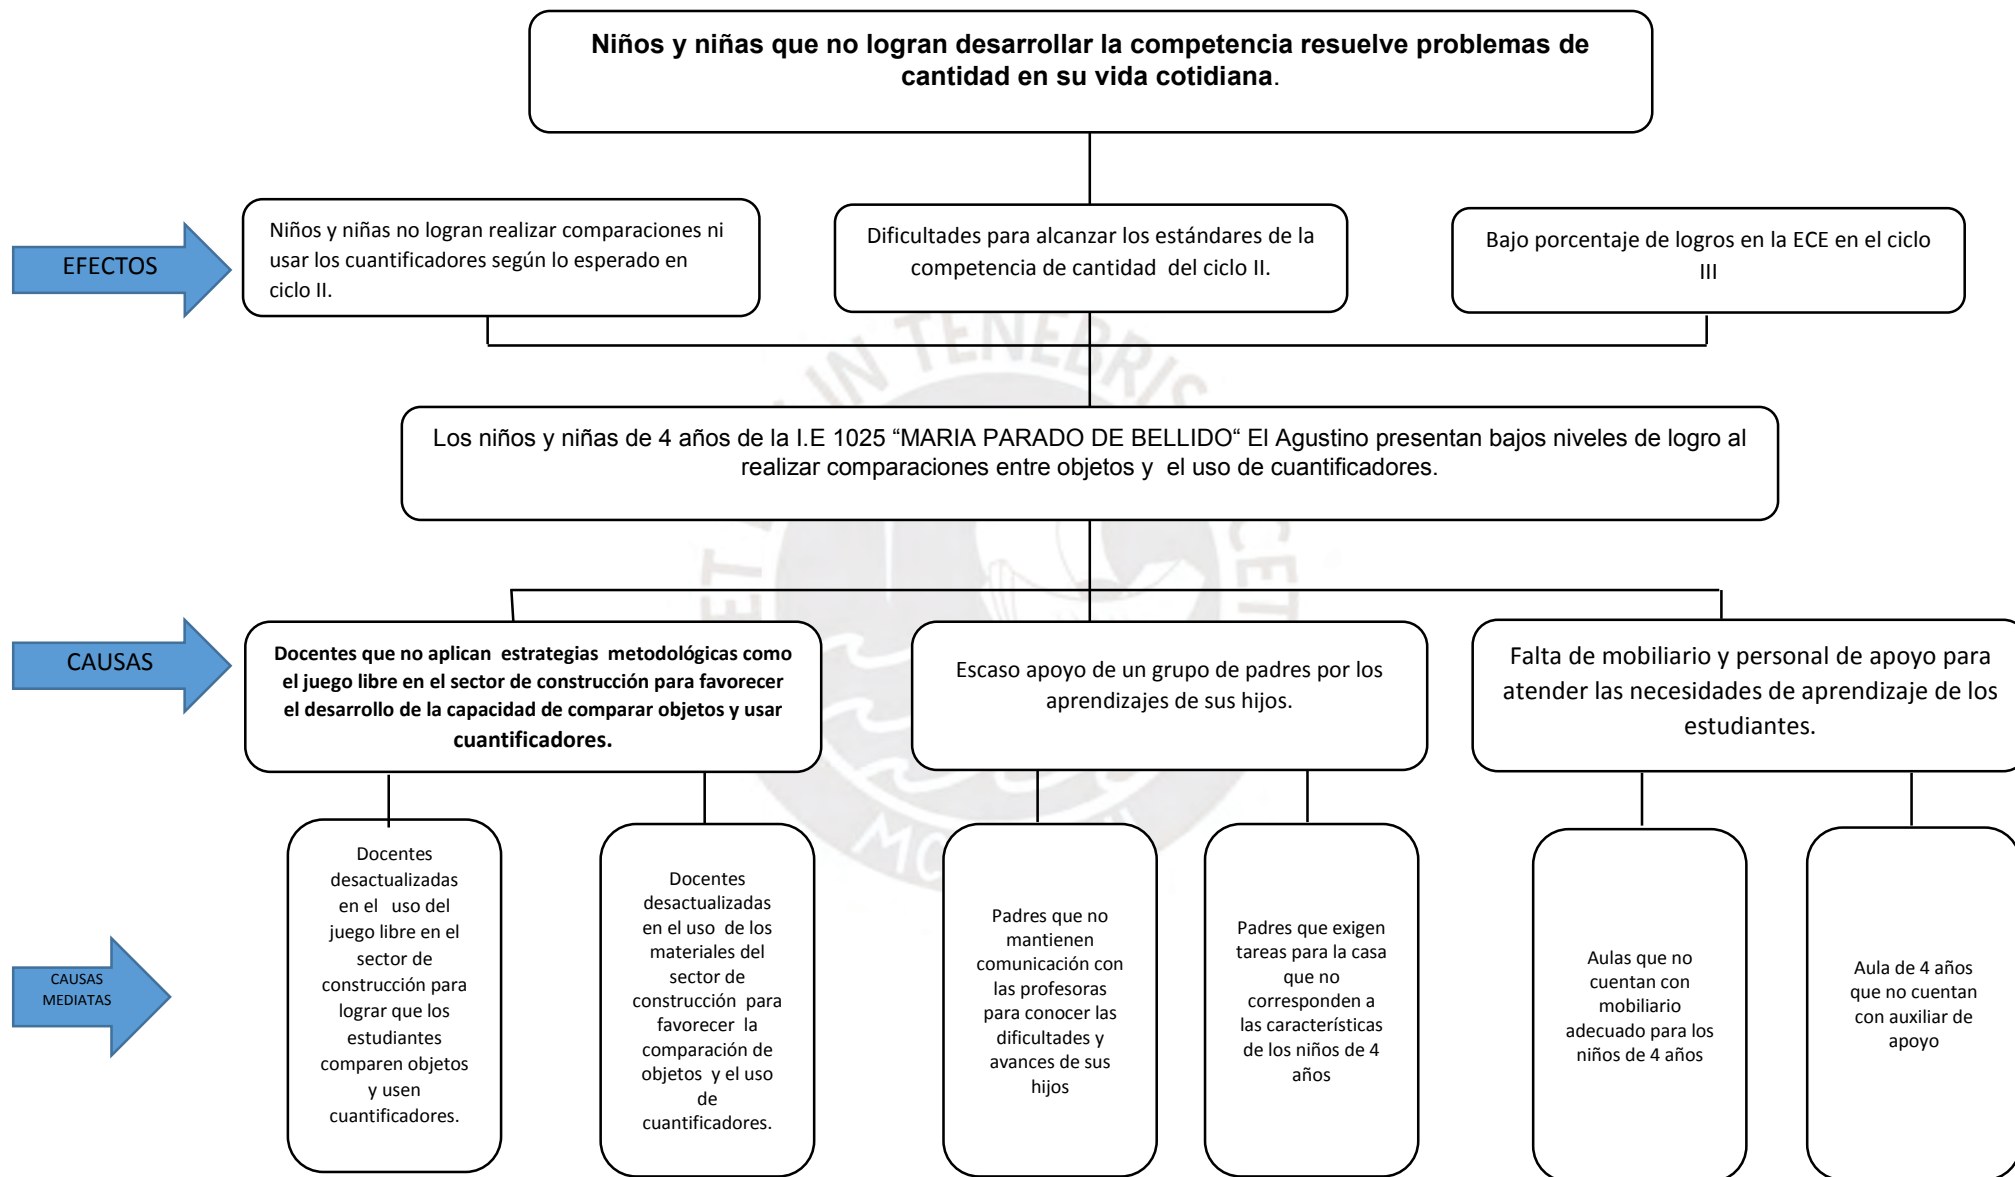 Niños y niñas que no logran desarrollar la competencia resuelve problemas de
cantidad en su vida cotidiana.
EFECTOS
Niños y niñas no logran realizar comparaciones ni
usar los cuantificadores según lo esperado en
ciclo II.
Dificultades para alcanzar los estándares de la
competencia de cantidad del ciclo II.
Bajo porcentaje de logros en la ECE en el ciclo
III
Los niños y niñas de 4 años de la I.E 1025 “MARIA PARADO DE BELLIDO“ El Agustino presentan bajos niveles de logro al
realizar comparaciones entre objetos y el uso de cuantificadores.
CAUSAS
Docentes que no aplican estrategias metodológicas como
el juego libre en el sector de construcción para favorecer
el desarrollo de la capacidad de comparar objetos y usar
cuantificadores.
Escaso apoyo de un grupo de padres por los
aprendizajes de sus hijos.
Falta de mobiliario y personal de apoyo para
atender las necesidades de aprendizaje de los
estudiantes.
CAUSAS
MEDIATAS
Docentes
desactualizadas
en el uso del
juego libre en el
sector de
construcción para
lograr que los
estudiantes
comparen objetos
y usen
cuantificadores.
Docentes
desactualizadas
en el uso de los
materiales del
sector de
construcción para
favorecer la
comparación de
objetos y el uso
de
cuantificadores.
Padres que no
mantienen
comunicación con
las profesoras
para conocer las
dificultades y
avances de sus
hijos
Padres que exigen
tareas para la casa
que no
corresponden a
las características
de los niños de 4
años
Aulas que no
cuentan con
mobiliario
adecuado para los
niños de 4 años
Aula de 4 años
que no cuentan
con auxiliar de
apoyo
ET
IN TENEBRIS